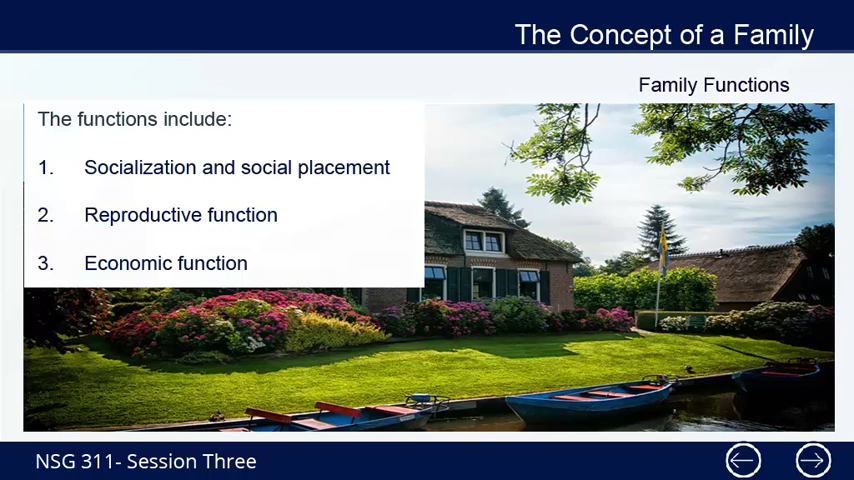 The Concept of a Family
Family Functions
The functions include:
1. Socialization and social placement
2. Reproductive function
3. Economic function
NSG 311- Session Three